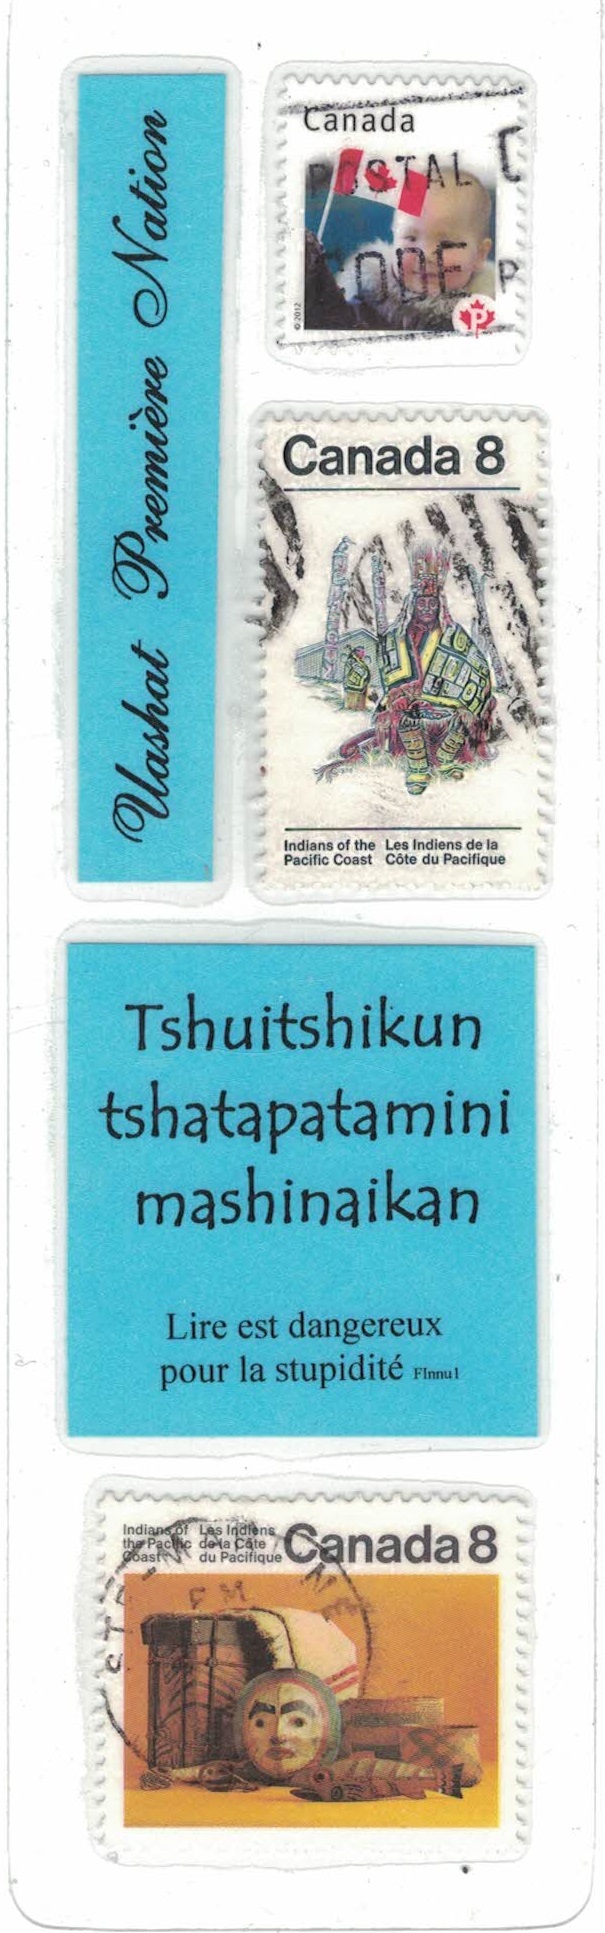 Uashat Première Nation
Canada
POSTAL
CODE
P
© 2012
P
Canada 8
Indians of the Pacific Coast
Les Indiens de la Côte du Pacifique
Tshuitshikun
tshatapatamini
mashinaikan
Lire est dangereux
pour la stupidité FInnu1
Indians of
the Pacific
Coast
Les Indiens
de la Côte
du Pacifique
Canada 8